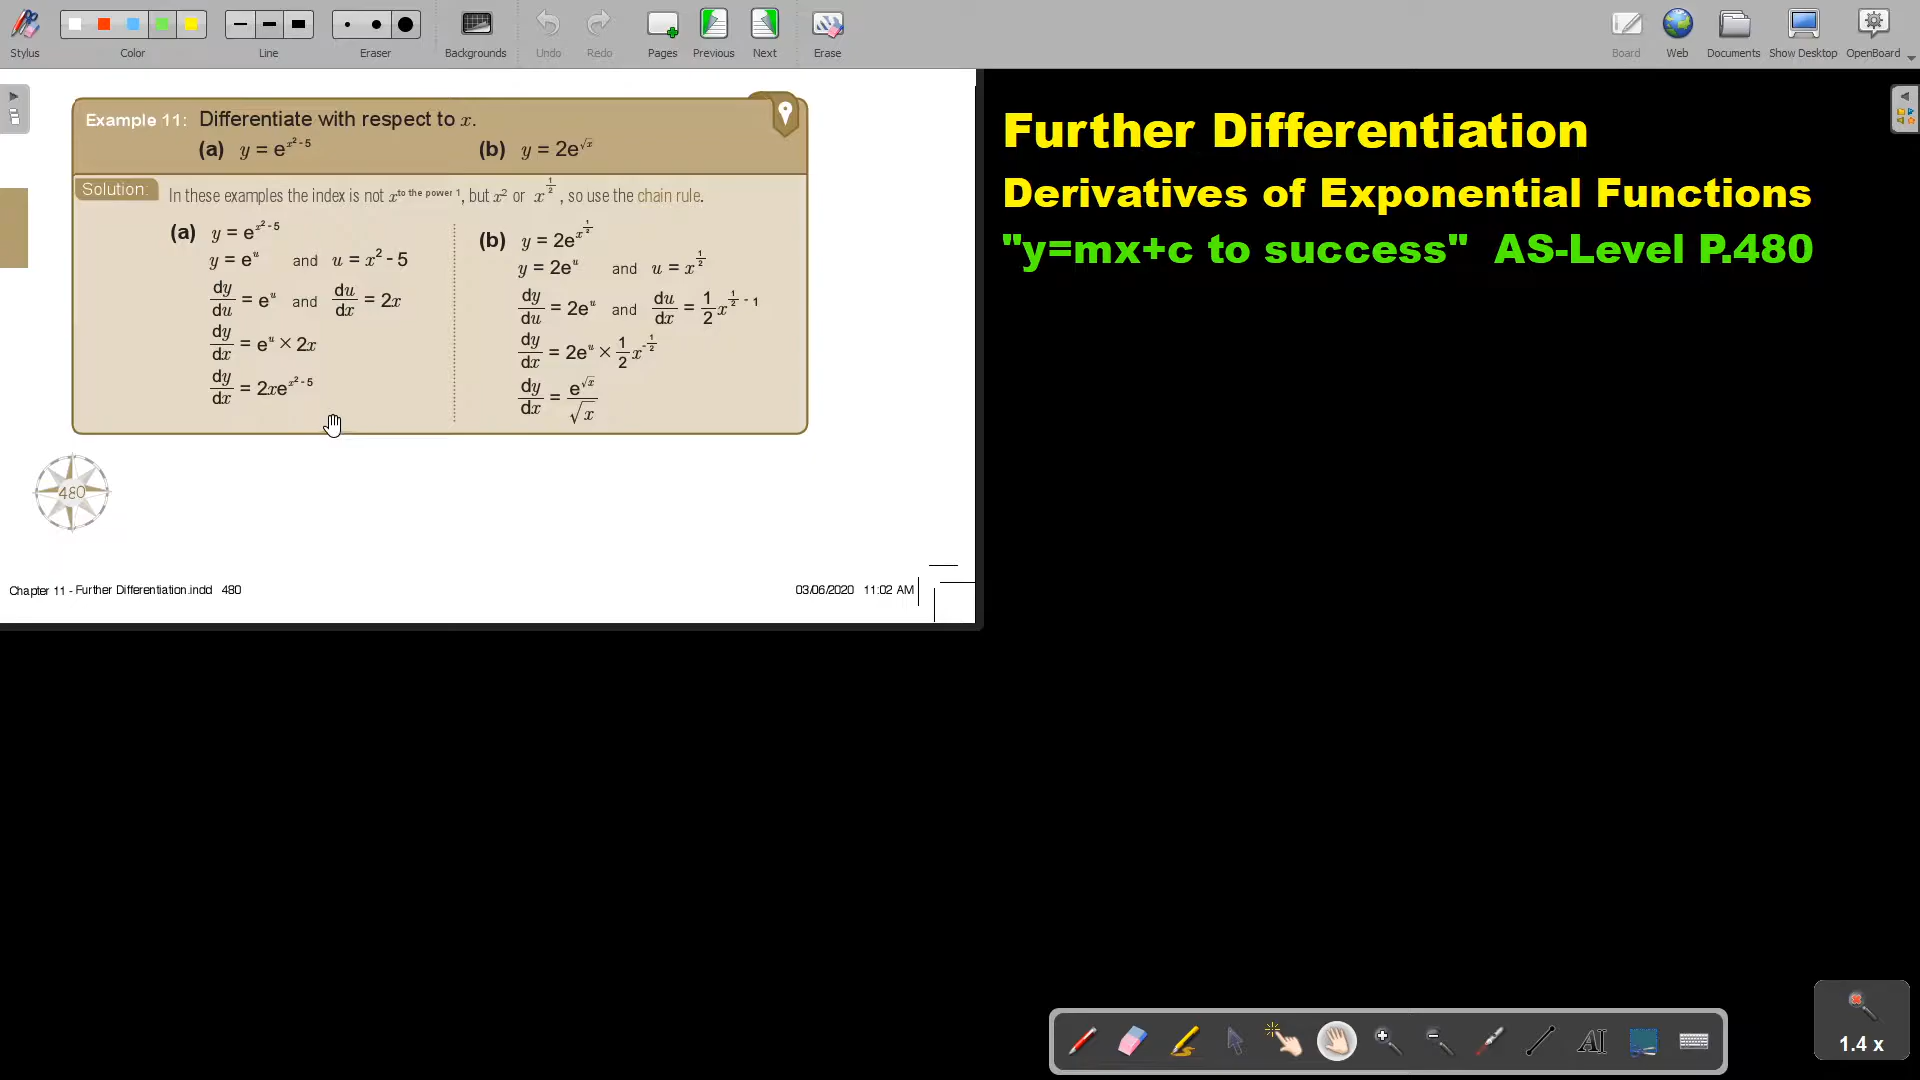 Stylus Color Line Eraser Backgrounds Undo Redo Pages Previous Next Erase Board Web Documents Show Desktop OpenBoard
Example 11: Differentiate with respect to x.
(a) y = e^(x²-5) (b) y = 2e^(√x)
Solution: In these examples the index is not x^(to the power 1), but x² or x^(1/2), so use the chain rule.
(a) y = e^(x²-5)
y = e^u and u = x² - 5
dy/du = e^u and du/dx = 2x
dy/dx = e^u × 2x
dy/dx = 2xe^(x²-5)
(b) y = 2e^(x^(1/2))
y = 2e^u and u = x^(1/2)
dy/du = 2e^u and du/dx = 1/2 x^(1/2 - 1)
dy/dx = 2e^u × 1/2 x^(-1/2)
dy/dx = e^(√x)/√x
480
Chapter 11 - Further Differentiation.indd 480 03/06/2020 11:02 AM
Further Differentiation
Derivatives of Exponential Functions
"y=mx+c to success" AS-Level P.480
AI
1.4 x